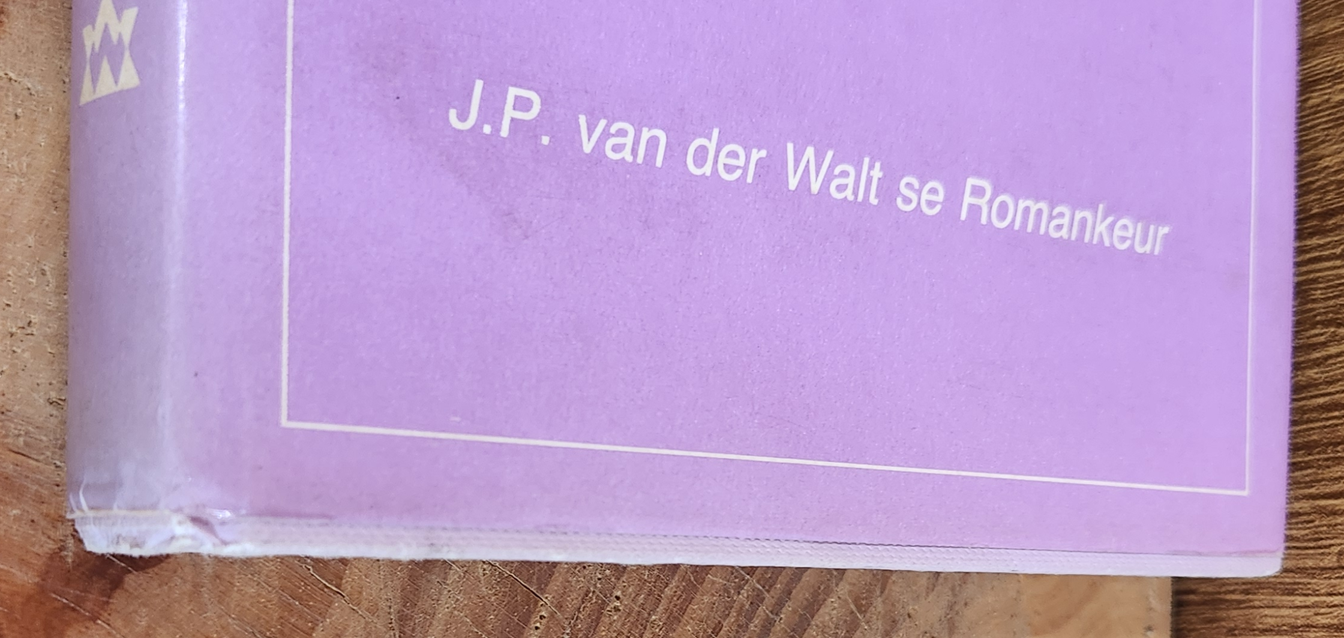 J.P. van der Walt se Romankeur